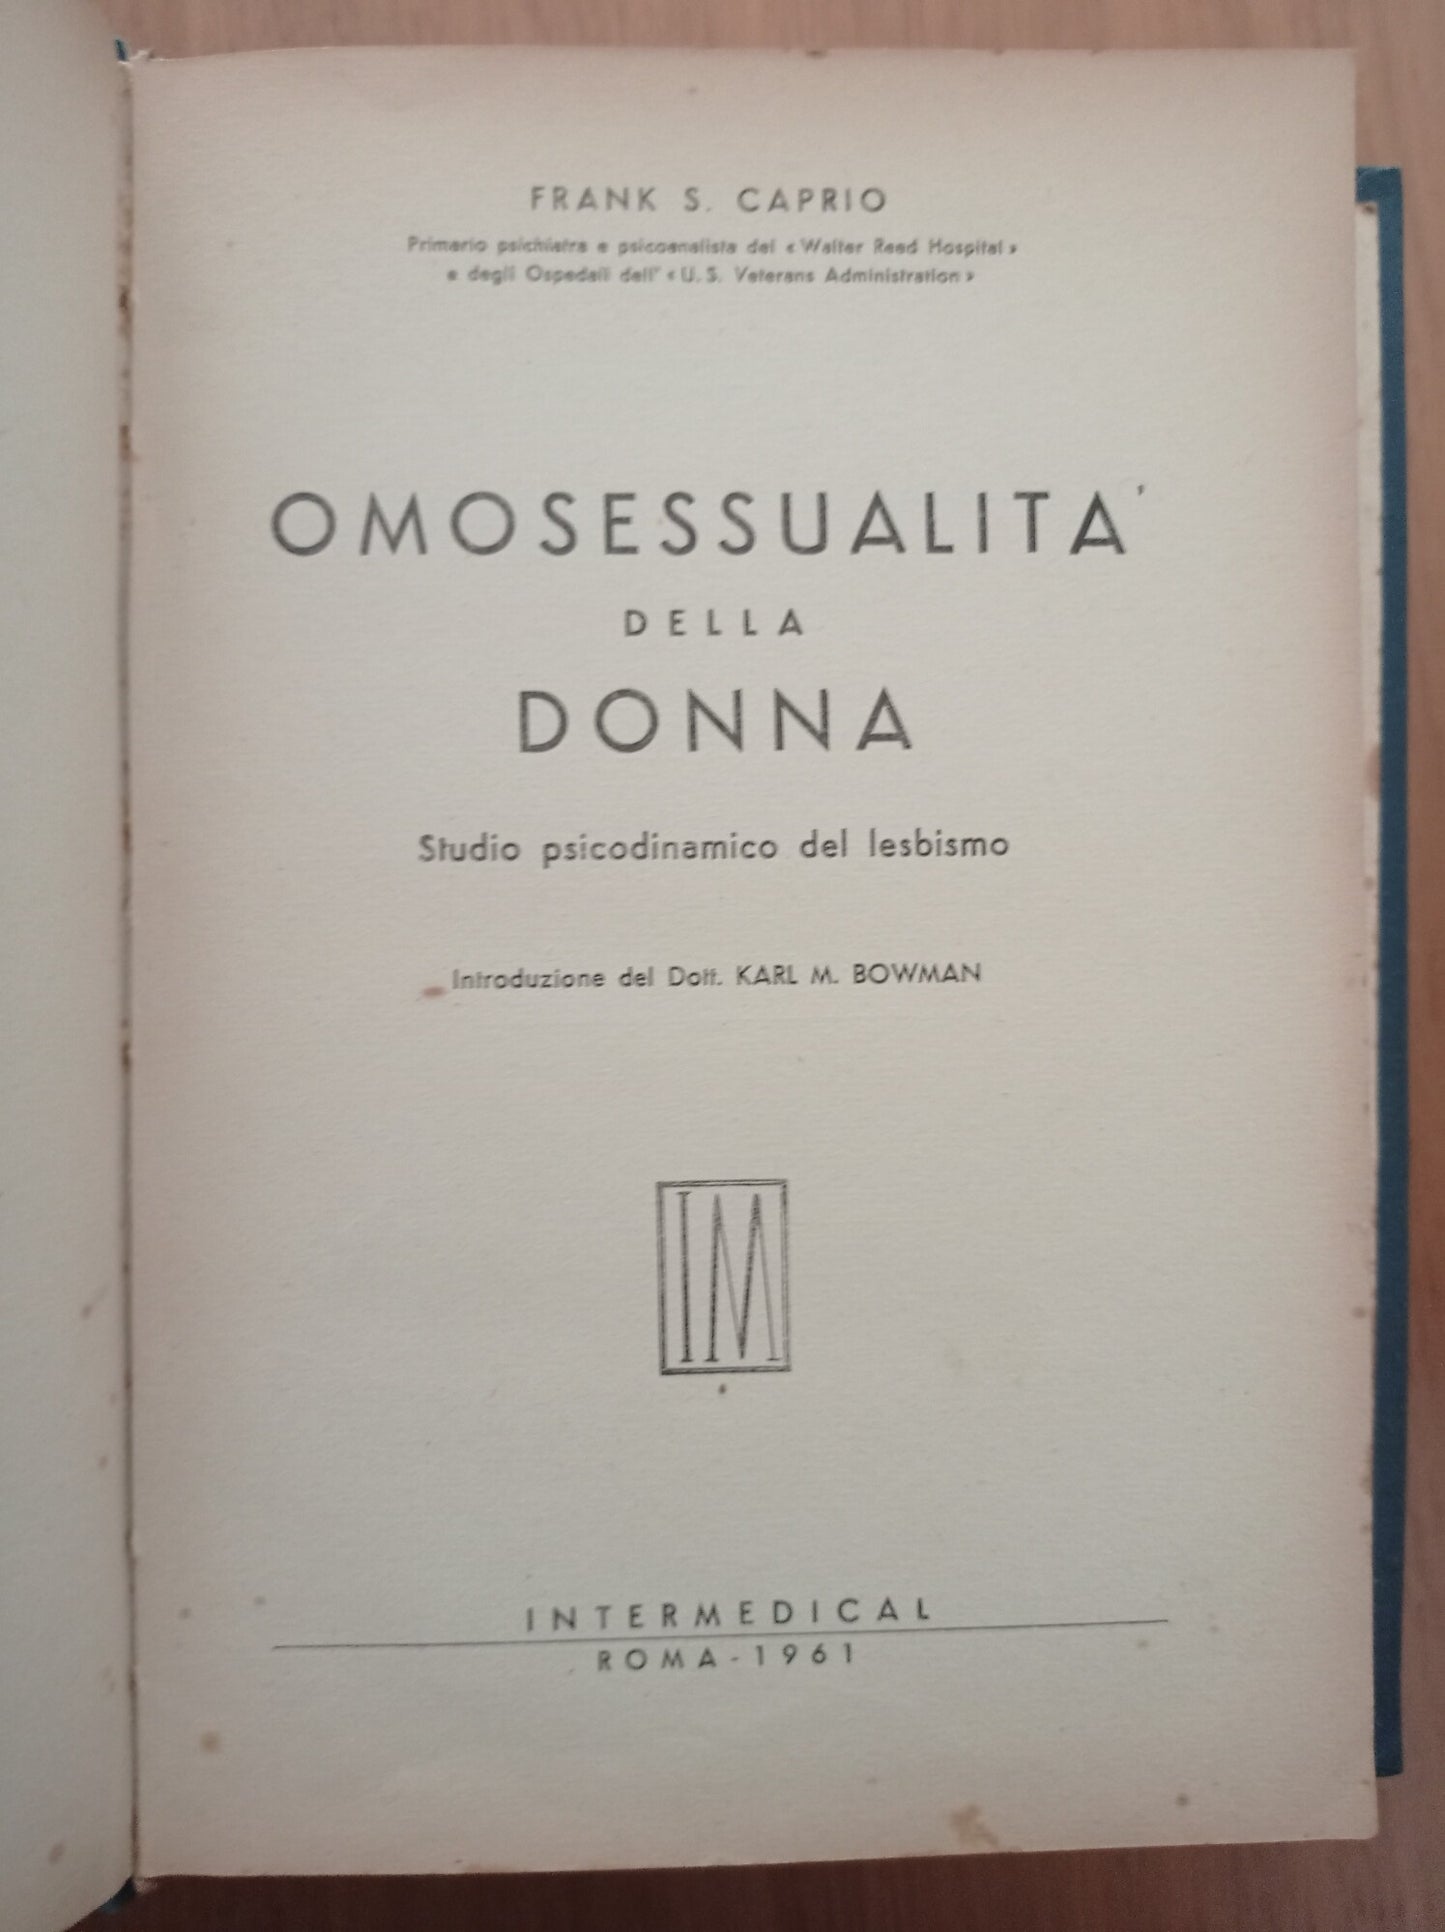 FRANK S. CAPRIO
Primario psichiatra e psicoanalista del « Walter Reed Hospital »
e degli Ospedali dell' « U. S. Veterans Administration »
OMOSESSUALITA'
DELLA
DONNA
Studio psicodinamico del lesbismo
Introduzione del Dott. KARL M. BOWMAN
IM
INTERMEDICAL
ROMA - 1961